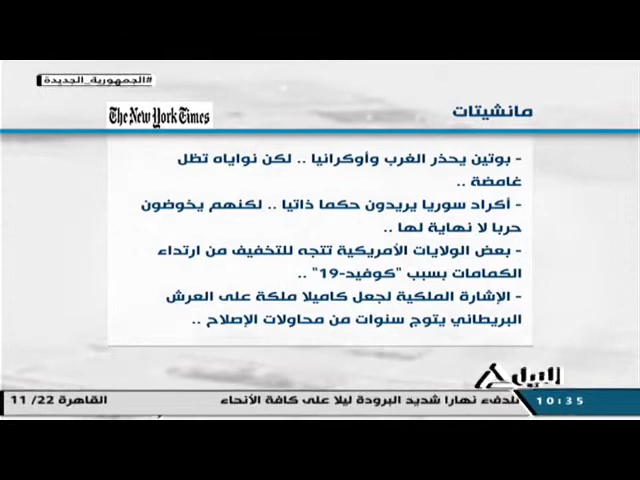 #الجمهورية_الجديدة
مانشيتات
The New York Times
- بوتين يحذر الغرب وأوكرانيا .. لكن نواياه تظل
غامضة ..
- أكراد سوريا يريدون حكما ذاتيا .. لكنهم يخوضون
حربا لا نهاية لها ..
- بعض الولايات الأمريكية تتجه للتخفيف من ارتداء
الكمامات بسبب "كوفيد-19" ..
- الإشارة الملكية لجعل كاميلا ملكة على العرش
البريطاني يتوج سنوات من محاولات الإصلاح ..
النيل
10:35
للدفء نهارا شديد البرودة ليلا على كافة الأنحاء
القاهرة 11/22